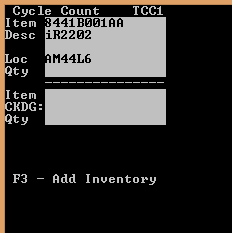 Cycle Count TCC1
Item 8441B001AA
Desc iR2202
Loc AM44L6
Qty
---------------
Item
CKDG:
Qty
F3 - Add Inventory